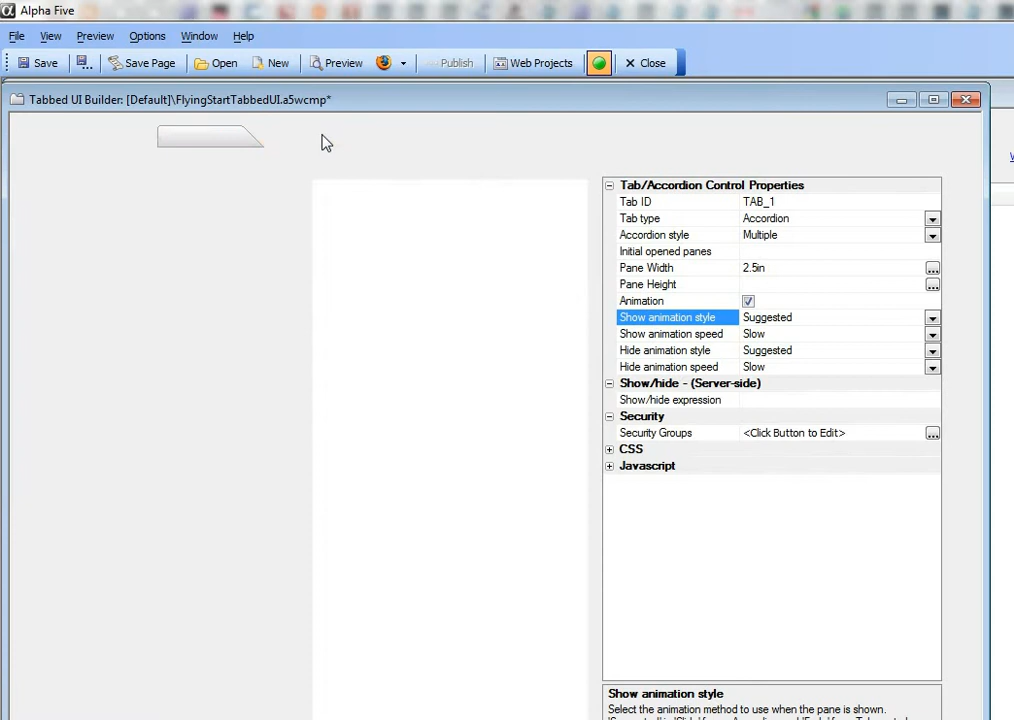 Alpha Five
File View Preview Options Window Help
Save Save Page Open New Preview Publish Web Projects Close
Tabbed UI Builder: [Default]\FlyingStartTabbedUI.a5wcmp*
Tab/Accordion Control Properties
Tab ID TAB_1
Tab type Accordion
Accordion style Multiple
Initial opened panes
Pane Width 2.5in
Pane Height
Animation
Show animation style Suggested
Show animation speed Slow
Hide animation style Suggested
Hide animation speed Slow
Show/hide - (Server-side)
Show/hide expression
Security
Security Groups <Click Button to Edit>
CSS
Javascript
Show animation style
Select the animation method to use when the pane is shown.